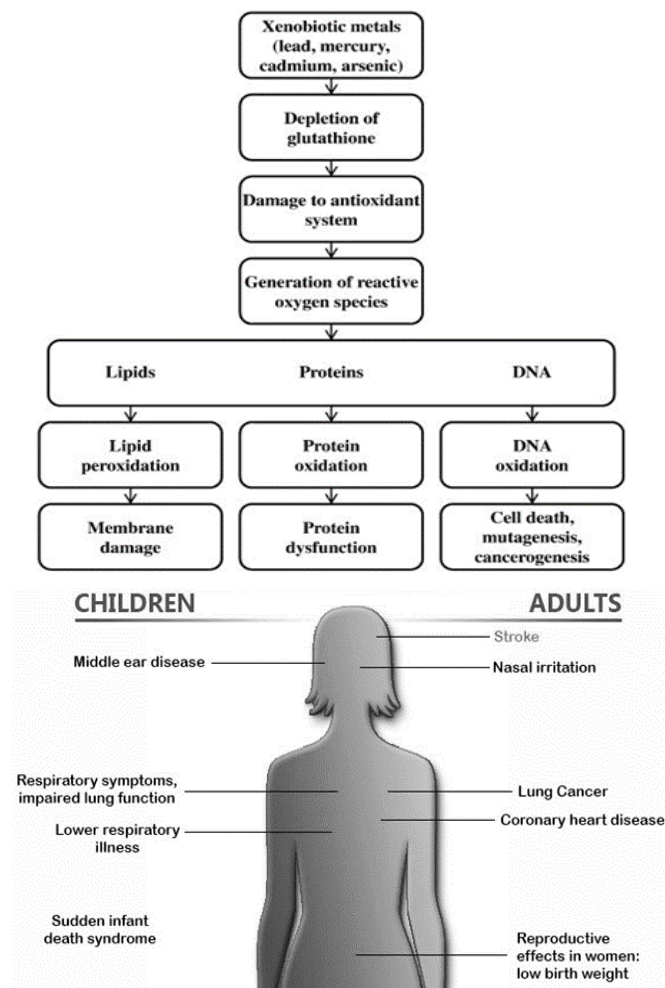 Xenobiotic metals
(lead, mercury,
cadmium, arsenic)
Depletion of
glutathione
Damage to antioxidant
system
Generation of reactive
oxygen species
Lipids
Proteins
DNA
Lipid
peroxidation
Protein
oxidation
DNA
oxidation
Membrane
damage
Protein
dysfunction
Cell death,
mutagenesis,
cancerogenesis
CHILDREN
ADULTS
Stroke
Middle ear disease
Nasal irritation
Respiratory symptoms,
impaired lung function
Lung Cancer
Coronary heart disease
Lower respiratory
illness
Sudden infant
death syndrome
Reproductive
effects in women:
low birth weight